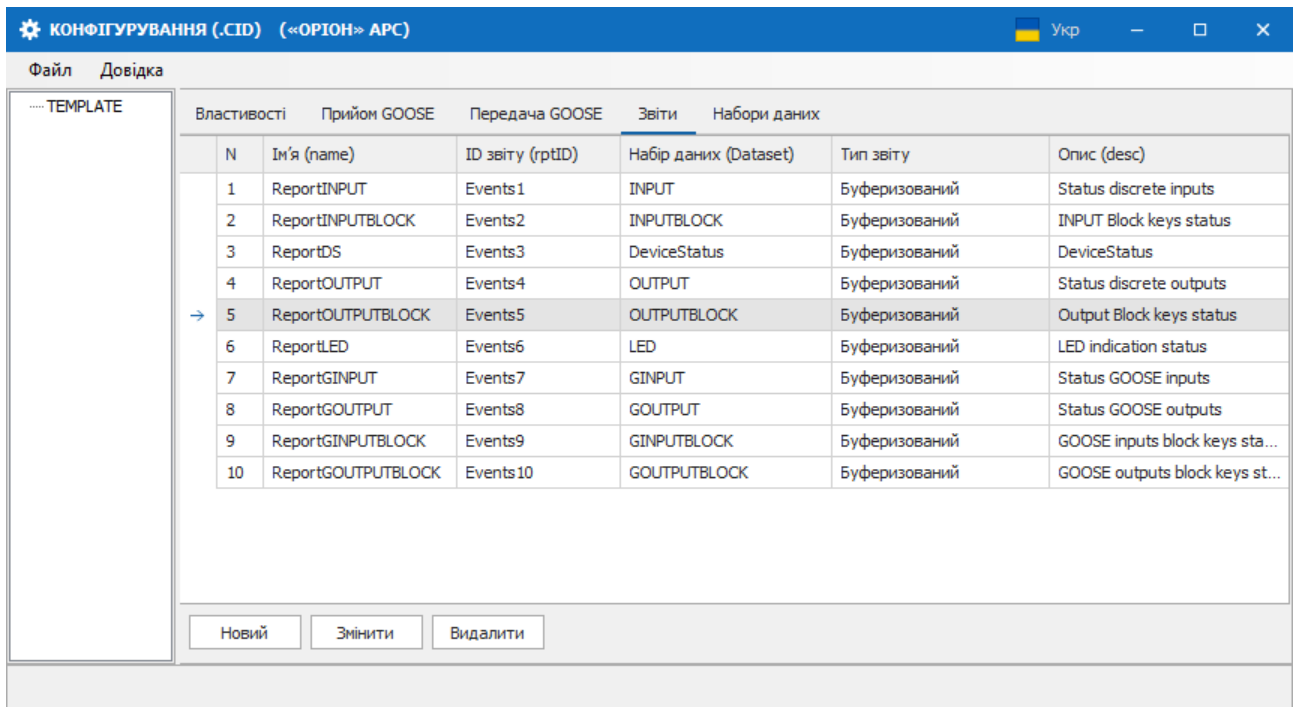 КОНФІГУРУВАННЯ (.CID) («ОРІОН» АРС) Укр
Файл Довідка
TEMPLATE
Властивості Прийом GOOSE Передача GOOSE Звіти Набори даних
N Ім'я (name) ID звіту (rptID) Набір даних (Dataset) Тип звіту Опис (desc)
1 ReportINPUT Events1 INPUT Буферизований Status discrete inputs
2 ReportINPUTBLOCK Events2 INPUTBLOCK Буферизований INPUT Block keys status
3 ReportDS Events3 DeviceStatus Буферизований DeviceStatus
4 ReportOUTPUT Events4 OUTPUT Буферизований Status discrete outputs
5 ReportOUTPUTBLOCK Events5 OUTPUTBLOCK Буферизований Output Block keys status
6 ReportLED Events6 LED Буферизований LED indication status
7 ReportGINPUT Events7 GINPUT Буферизований Status GOOSE inputs
8 ReportGOUTPUT Events8 GOUTPUT Буферизований Status GOOSE outputs
9 ReportGINPUTBLOCK Events9 GINPUTBLOCK Буферизований GOOSE inputs block keys sta...
10 ReportGOUTPUTBLOCK Events10 GOUTPUTBLOCK Буферизований GOOSE outputs block keys st...
Новий Змінити Видалити